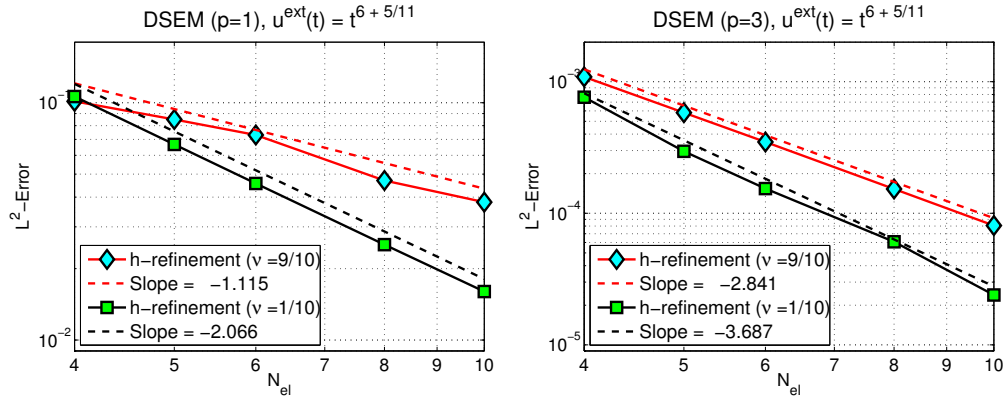 DSEM (p=1), u^ext(t) = t^6 + 5/11
L^2−Error
10^−1
10^−2
h−refinement (ν =9/10)
Slope = −1.115
h−refinement (ν =1/10)
Slope = −2.066
4 5 6 7 8 9 10
N_el
DSEM (p=3), u^ext(t) = t^6 + 5/11
L^2−Error
10^−3
10^−4
10^−5
h−refinement (ν =9/10)
Slope = −2.841
h−refinement (ν =1/10)
Slope = −3.687
4 5 6 7 8 9 10
N_el